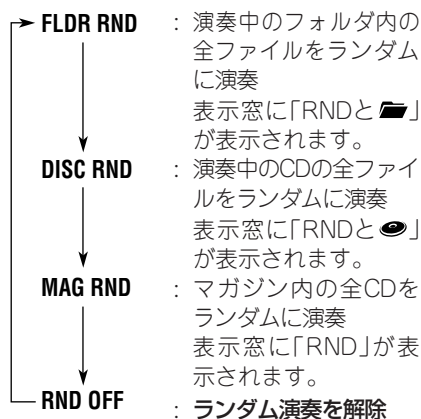 FLDR RND : 演奏中のフォルダ内の
全ファイルをランダム
に演奏
表示窓に「RNDと」
が表示されます。
DISC RND : 演奏中のCDの全ファイ
ルをランダムに演奏
表示窓に「RNDと」
が表示されます。
MAG RND : マガジン内の全CDを
ランダムに演奏
表示窓に「RND」が表
示されます。
RND OFF : ランダム演奏を解除